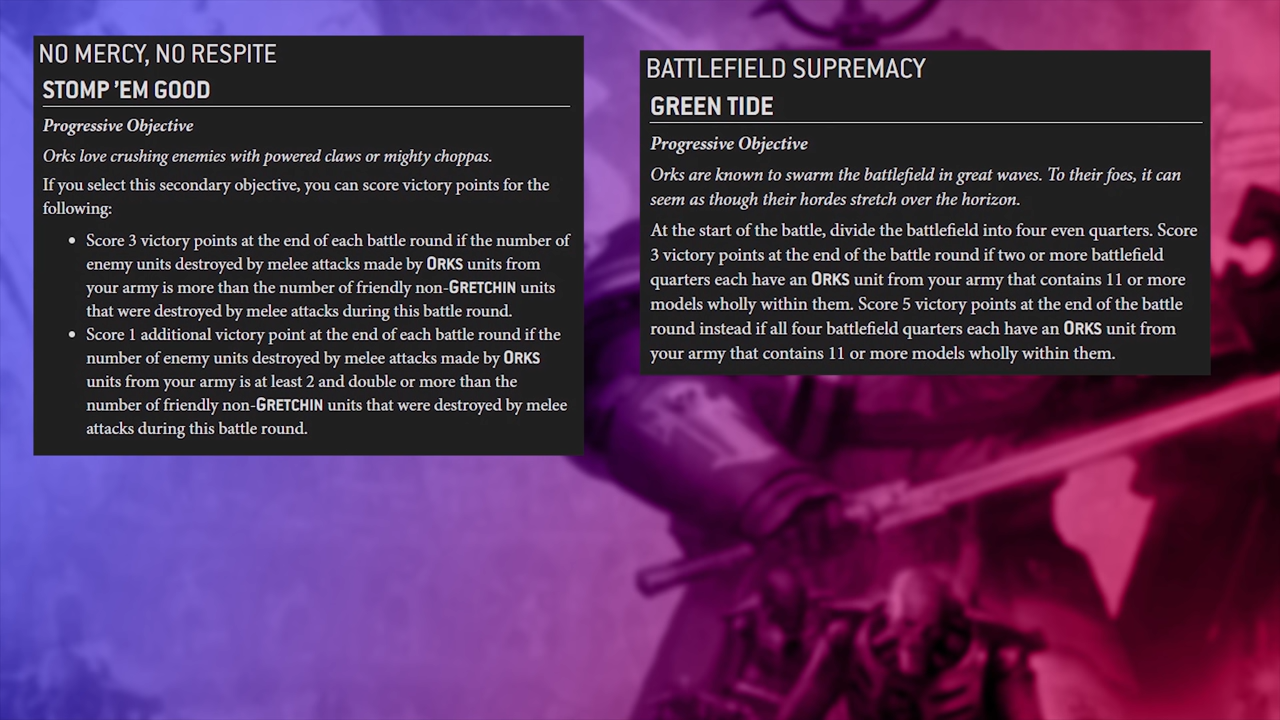 NO MERCY, NO RESPITE
STOMP ’EM GOOD
Progressive Objective
Orks love crushing enemies with powered claws or mighty choppas.
If you select this secondary objective, you can score victory points for the
following:
• Score 3 victory points at the end of each battle round if the number of
enemy units destroyed by melee attacks made by ORKS units from
your army is more than the number of friendly non-GRETCHIN units
that were destroyed by melee attacks during this battle round.
• Score 1 additional victory point at the end of each battle round if the
number of enemy units destroyed by melee attacks made by ORKS
units from your army is at least 2 and double or more than the
number of friendly non-GRETCHIN units that were destroyed by melee
attacks during this battle round.
BATTLEFIELD SUPREMACY
GREEN TIDE
Progressive Objective
Orks are known to swarm the battlefield in great waves. To their foes, it can
seem as though their hordes stretch over the horizon.
At the start of the battle, divide the battlefield into four even quarters. Score
3 victory points at the end of the battle round if two or more battlefield
quarters each have an ORKS unit from your army that contains 11 or more
models wholly within them. Score 5 victory points at the end of the battle
round instead if all four battlefield quarters each have an ORKS unit from
your army that contains 11 or more models wholly within them.